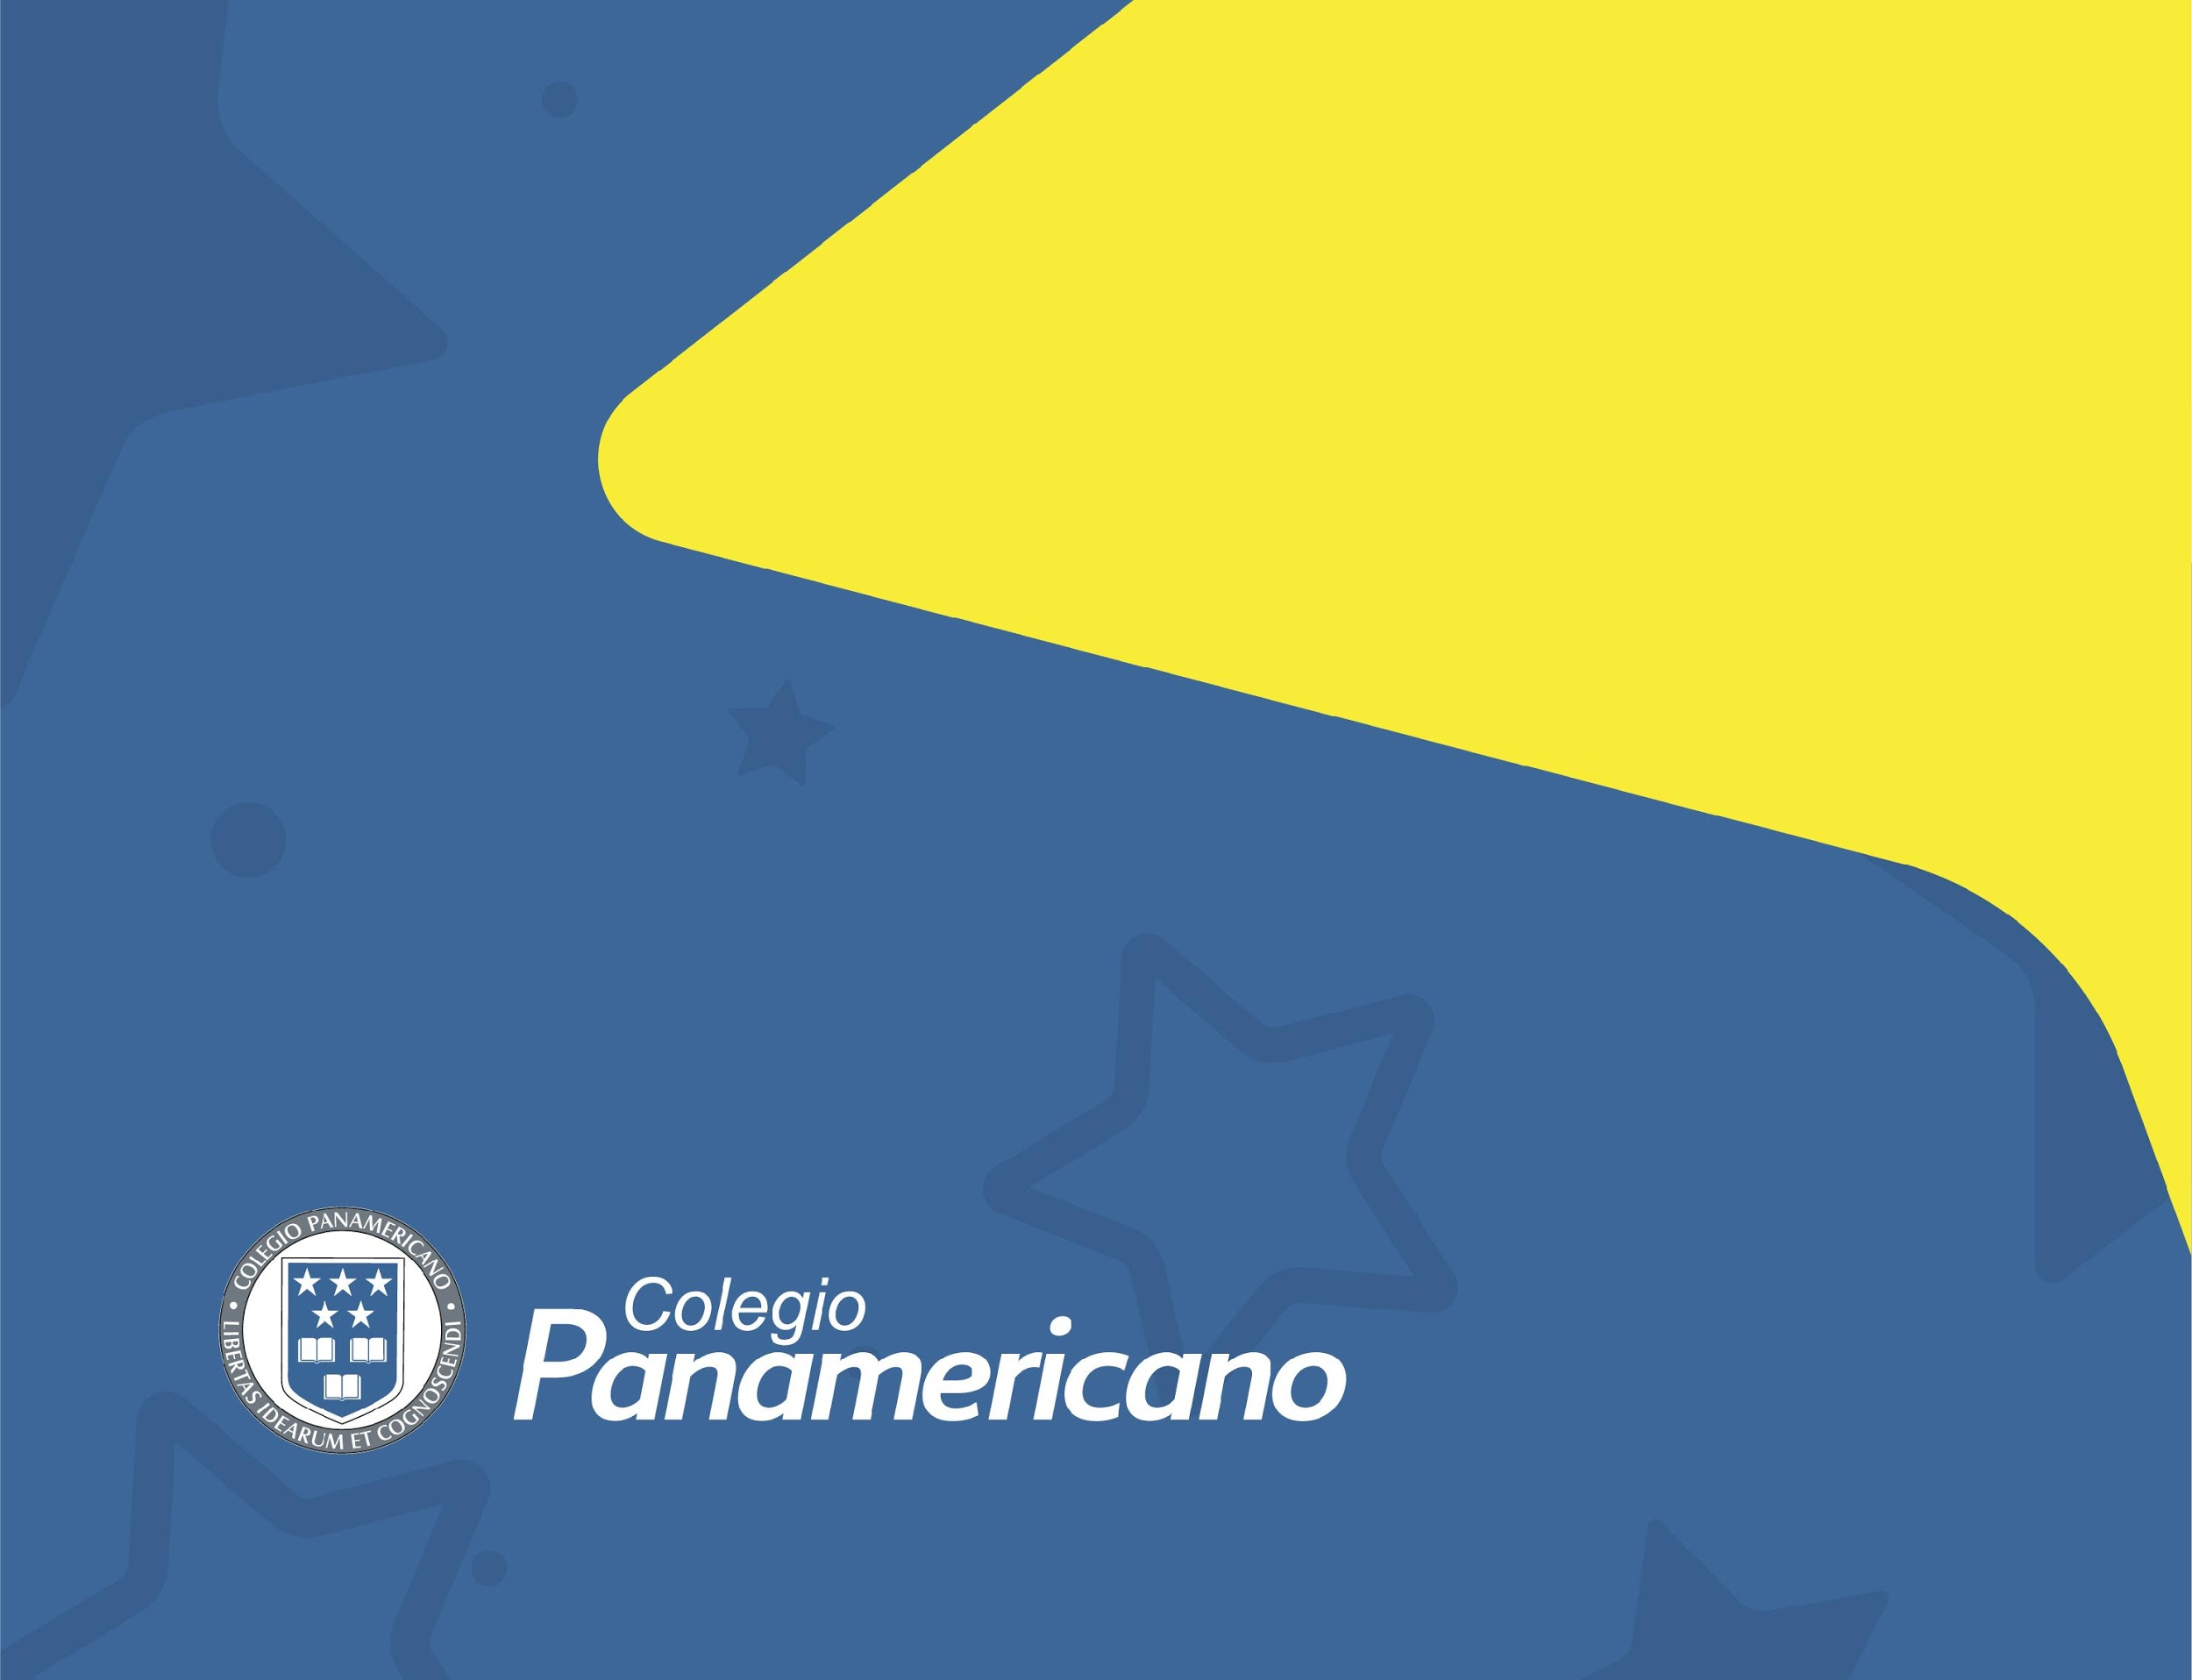 COLEGIO PANAMERICANO
LIBERTAS IDEARUM ET COGNOSCENDI
Colegio
Panamericano